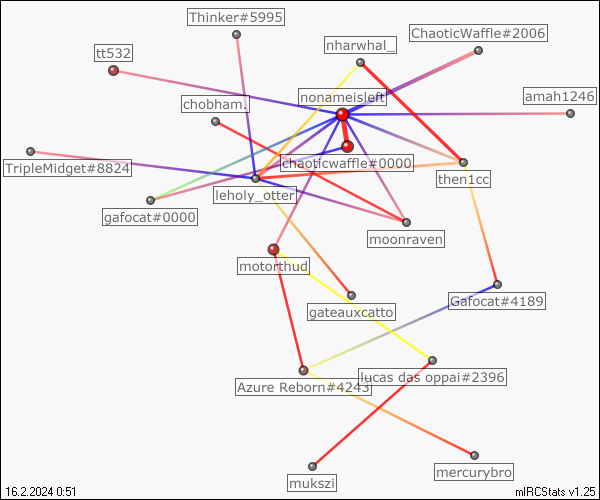 Thinker#5995
ChaoticWaffle#2006
nharwhal_
tt532
nonameisleft
amah1246
chobham.
chaoticwaffle#0000
TripleMidget#8824
then1cc
leholy_otter
gafocat#0000
moonraven
motorthud
Gafocat#4189
gateauxcatto
lucas das oppai#2396
Azure Reborn#4243
mercurybro
mukszi
16.2.2024 0:51
mIRCStats v1.25